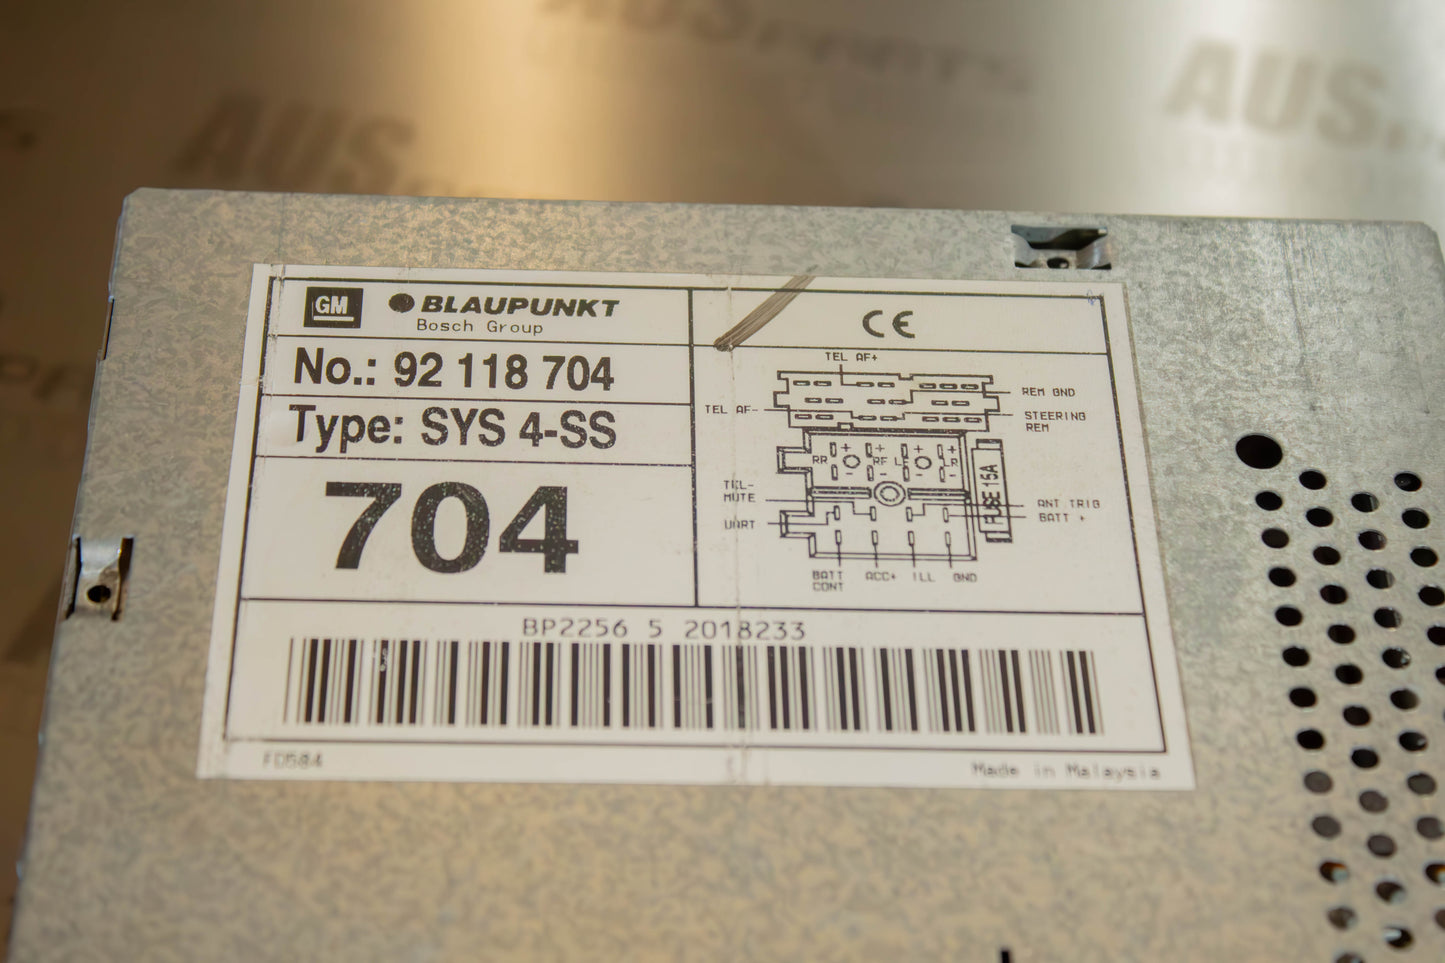 AUS
AUS
GM
BLAUPUNKT
Bosch Group
CE
No.: 92 118 704
Type: SYS 4-SS
704
TEL AF+
REM GND
TEL AF-
STEERING
REM
RR + + + +
RF L LR
- - - -
FUSE 15A
TEL-
MUTE
ANT TRIG
BATT +
UART
BATT
CONT
ACC+
ILL
GND
BP2256 5 2018233
FD584
Made in Malaysia